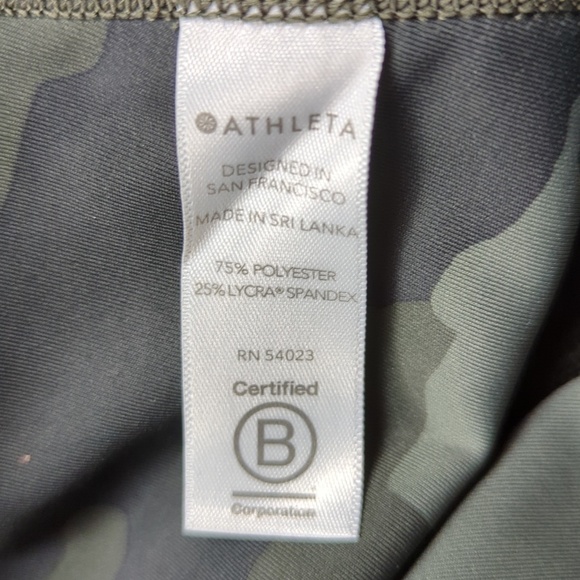 ATHLETA
DESIGNED IN
SAN FRANCISCO
MADE IN SRI LANKA
75% POLYESTER
25% LYCRA® SPANDEX
RN 54023
Certified
B
Corporation